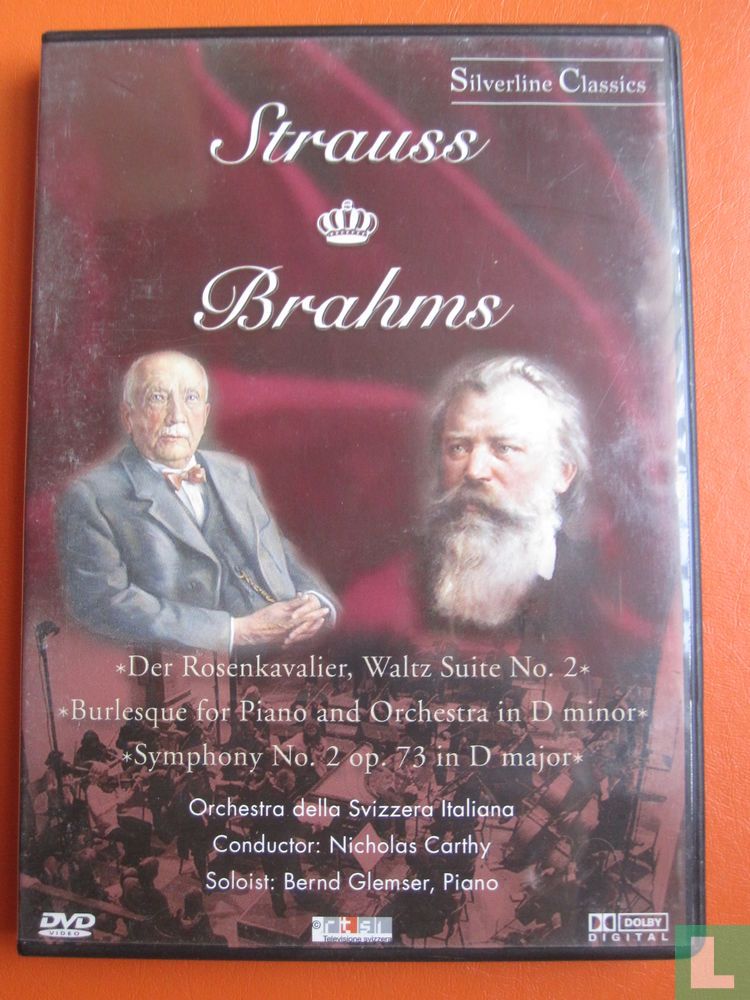 Silverline Classics
Strauss
Brahms
*Der Rosenkavalier, Waltz Suite No. 2*
*Burlesque for Piano and Orchestra in D minor*
*Symphony No. 2 op. 73 in D major*
Orchestra della Svizzera Italiana
Conductor: Nicholas Carthy
Soloist: Bernd Glemser, Piano
DVD
VIDEO
© rtsi
Televisione svizzera
DOLBY
DIGITAL
L